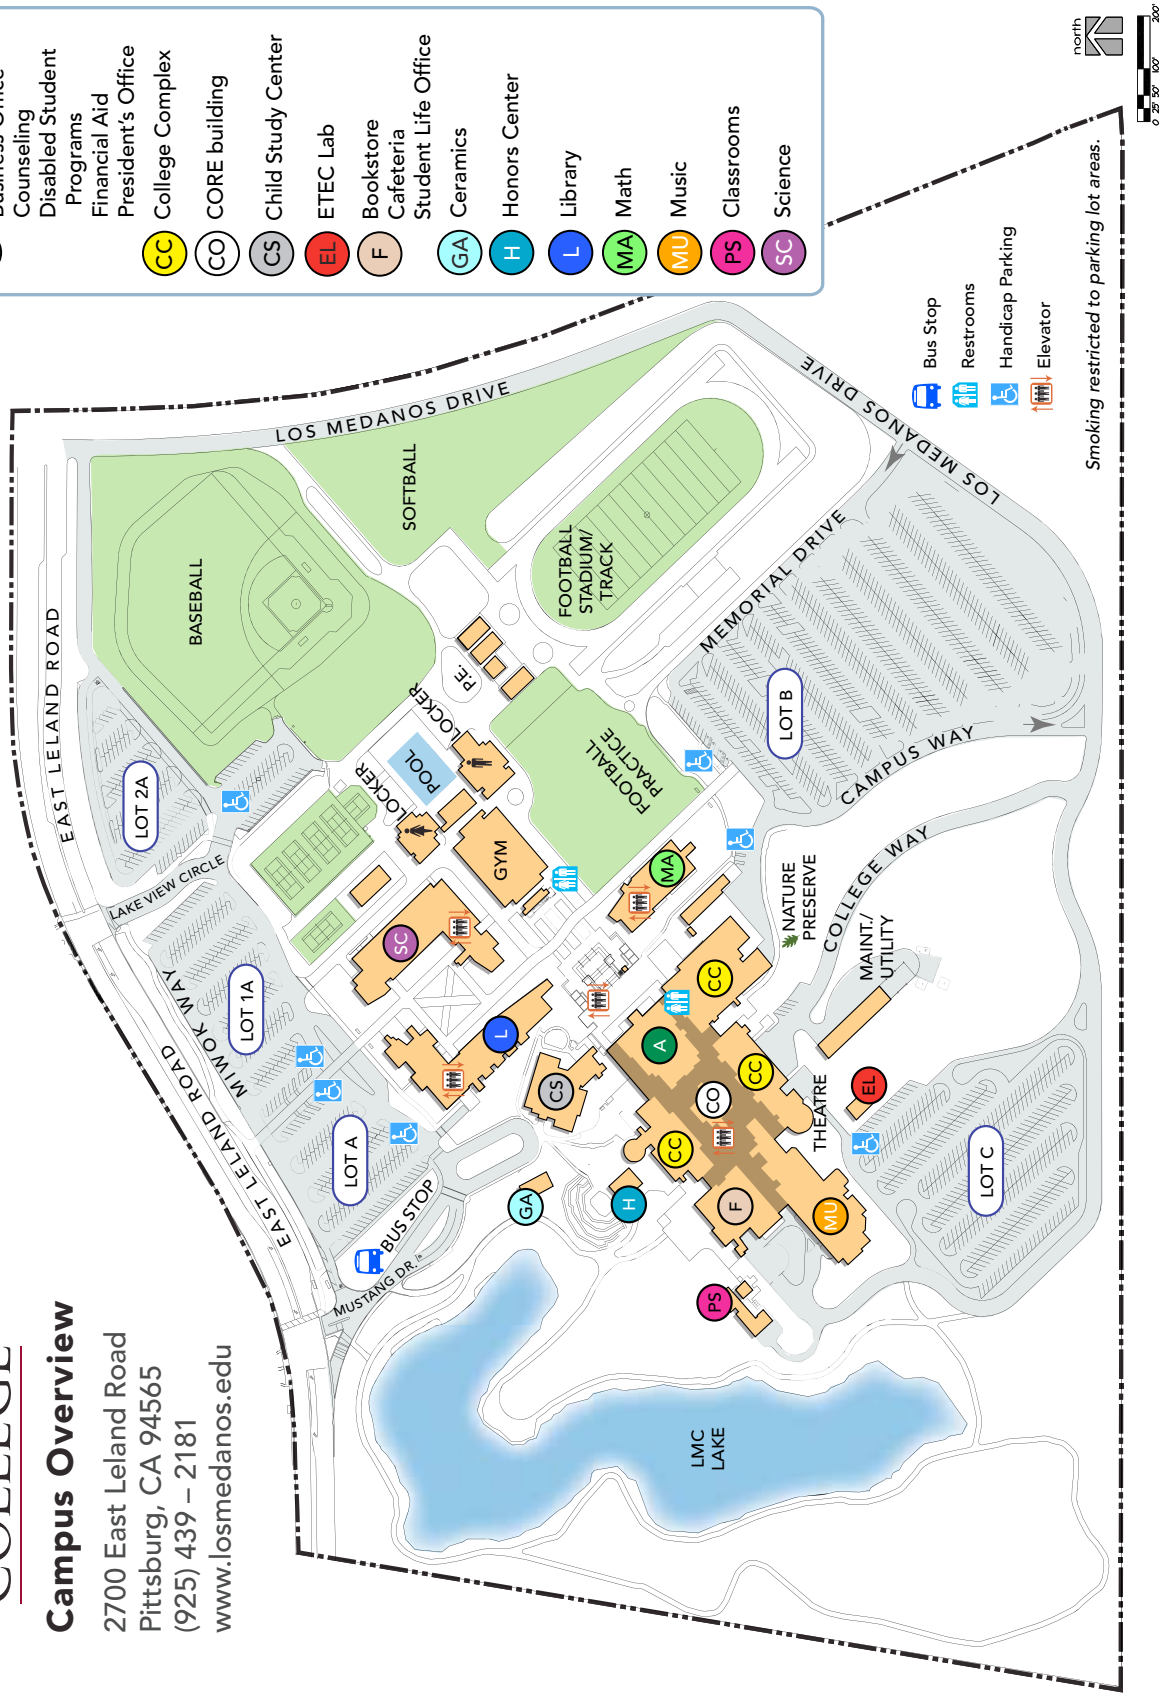 COLLEGE
Campus Overview
2700 East Leland Road
Pittsburg, CA 94565
(925) 439 – 2181
www.losmedanos.edu
Business Office
Counseling
Disabled Student
Programs
Financial Aid
President's Office
CC College Complex
CO CORE building
CS Child Study Center
EL ETEC Lab
F Bookstore
Cafeteria
Student Life Office
GA Ceramics
H Honors Center
L Library
MA Math
MU Music
PS Classrooms
SC Science
north
0 25' 50' 100' 200'
Bus Stop
Restrooms
Handicap Parking
Elevator
Smoking restricted to parking lot areas.
EAST LELAND ROAD
EAST LELAND ROAD
LOS MEDANOS DRIVE
LOS MEDANOS DRIVE
BASEBALL
SOFTBALL
FOOTBALL
STADIUM/
TRACK
MEMORIAL DRIVE
LOT 2A
LAKE VIEW CIRCLE
LOT 1A
MIWOK WAY
LOT A
BUS STOP
MUSTANG DR.
P.E.
LOCKER
POOL
LOCKER
GYM
FOOTBALL
PRACTICE
LOT B
CAMPUS WAY
COLLEGE WAY
NATURE
PRESERVE
MAINT./
UTILITY
SC
L
CS
MA
CC
A
CC
CO
CC
F
MU
THEATRE
EL
LOT C
GA
H
PS
LMC
LAKE